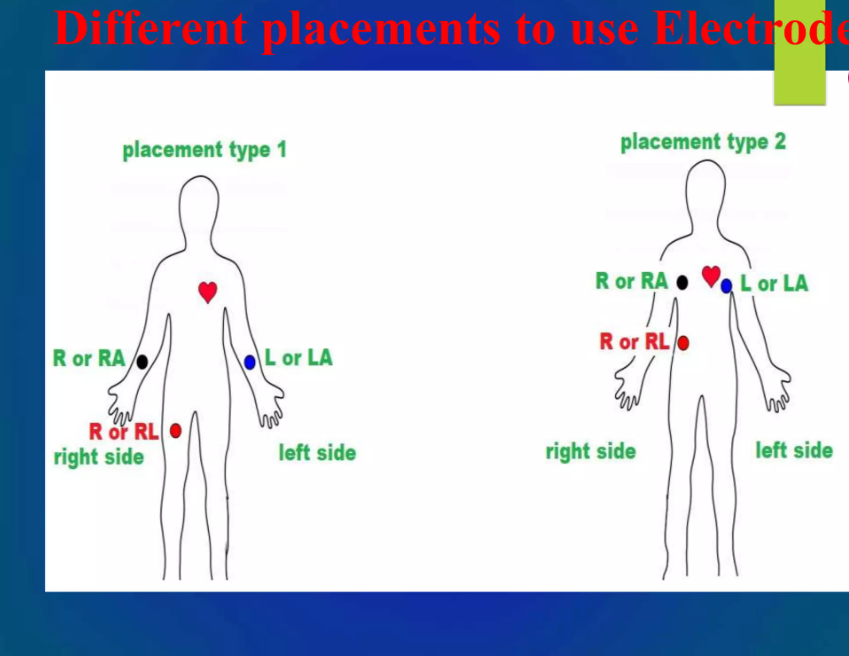 Different placements to use Electrode
placement type 1
R or RA
L or LA
R or RL
right side
left side
placement type 2
R or RA
L or LA
R or RL
right side
left side